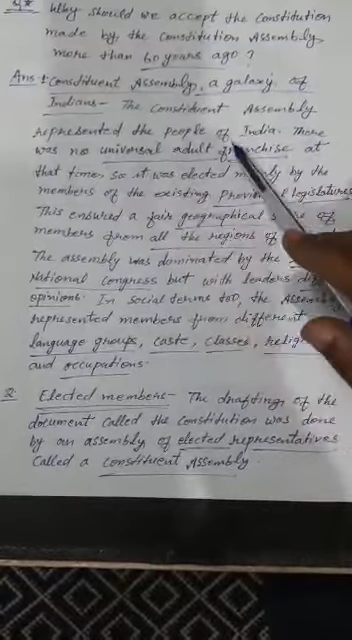 Q* Why should we accept the Constitution
made by the Constitution Assembly
more than 60 years ago ?
Ans 1. Constituent Assembly, a galaxy of
Indians - The Constituent Assembly
represented the people of India. There
was no universal adult franchise at
that time. so it was elected mainly by the
members of the existing Provincial legislatures
This ensured a fair geographical share of
members from all the regions of
The assembly was dominated by the
National Congress but with leaders
opinions. In social terms too, the Assembly
represented members from different
language groups, caste, classes,
and occupations.
2. Elected members - The draftings of the
document called the constitution was done
by an assembly of elected representatives
called a Constituent Assembly.